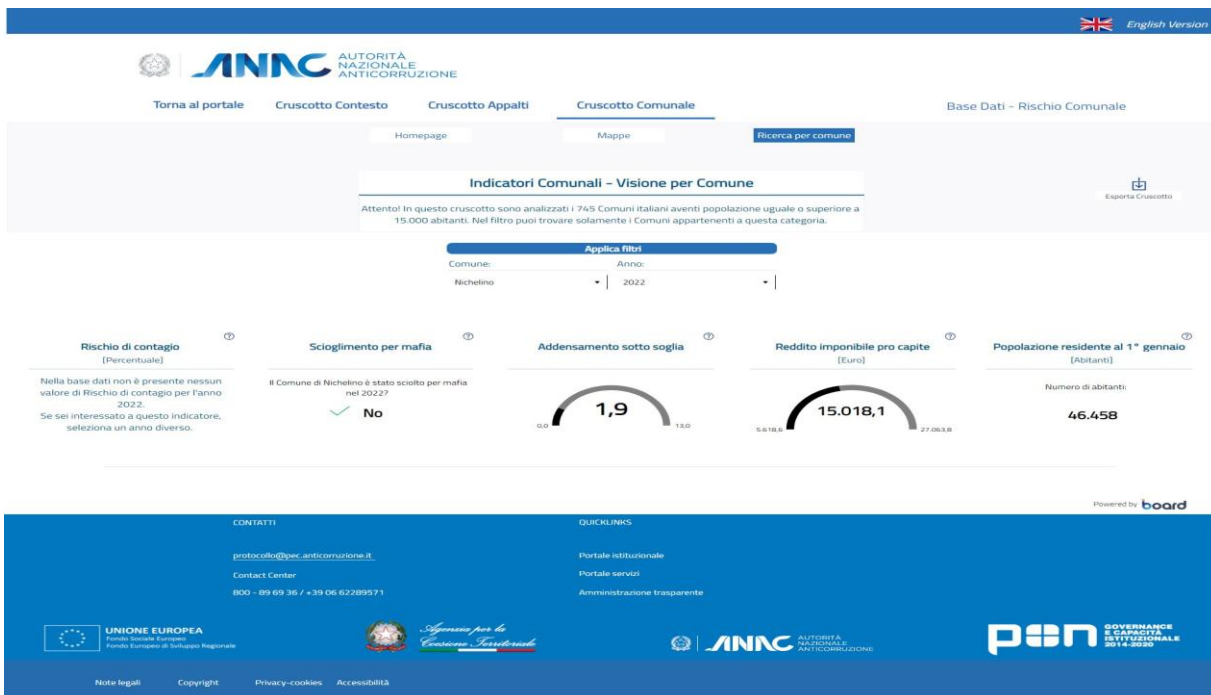 English Version
ANAC AUTORITÀ
NAZIONALE
ANTICORRUZIONE
Torna al portale Cruscotto Contesto Cruscotto Appalti Cruscotto Comunale Base Dati - Rischio Comunale
Homepage Mappe Ricerca per comune
Indicatori Comunali - Visione per Comune
Esporta Cruscotto
Attento! In questo cruscotto sono analizzati i 745 Comuni italiani aventi popolazione uguale o superiore a
15.000 abitanti. Nel filtro puoi trovare solamente i Comuni appartenenti a questa categoria.
Applica filtri
Comune: Anno:
Nichelino 2022
Rischio di contagio
[Percentuale]
Nella base dati non è presente nessun
valore di Rischio di contagio per l'anno
2022.
Se sei interessato a questo indicatore,
seleziona un anno diverso.
Scioglimento per mafia
Il Comune di Nichelino è stato sciolto per mafia
nel 2022?
No
Addensamento sotto soglia
1,9
0,0 13,0
Reddito imponibile pro capite
[Euro]
15.018,1
5.618,6 27.063,8
Popolazione residente al 1° gennaio
[Abitanti]
Numero di abitanti:
46.458
Powered by board
CONTATTI
protocollo@pec.anticorruzione.it
Contact Center
800 - 89 69 36 / +39 06 62289571
QUICKLINKS
Portale istituzionale
Portale servizi
Amministrazione trasparente
UNIONE EUROPEA
Fondo Sociale Europeo
Fondo Europeo di Sviluppo Regionale
Agenzia per la
Coesione Territoriale
ANAC AUTORITÀ
NAZIONALE
ANTICORRUZIONE
pon GOVERNANCE
E CAPACITÀ
ISTITUZIONALE
2014-2020
Note legali Copyright Privacy-cookies Accessibilità